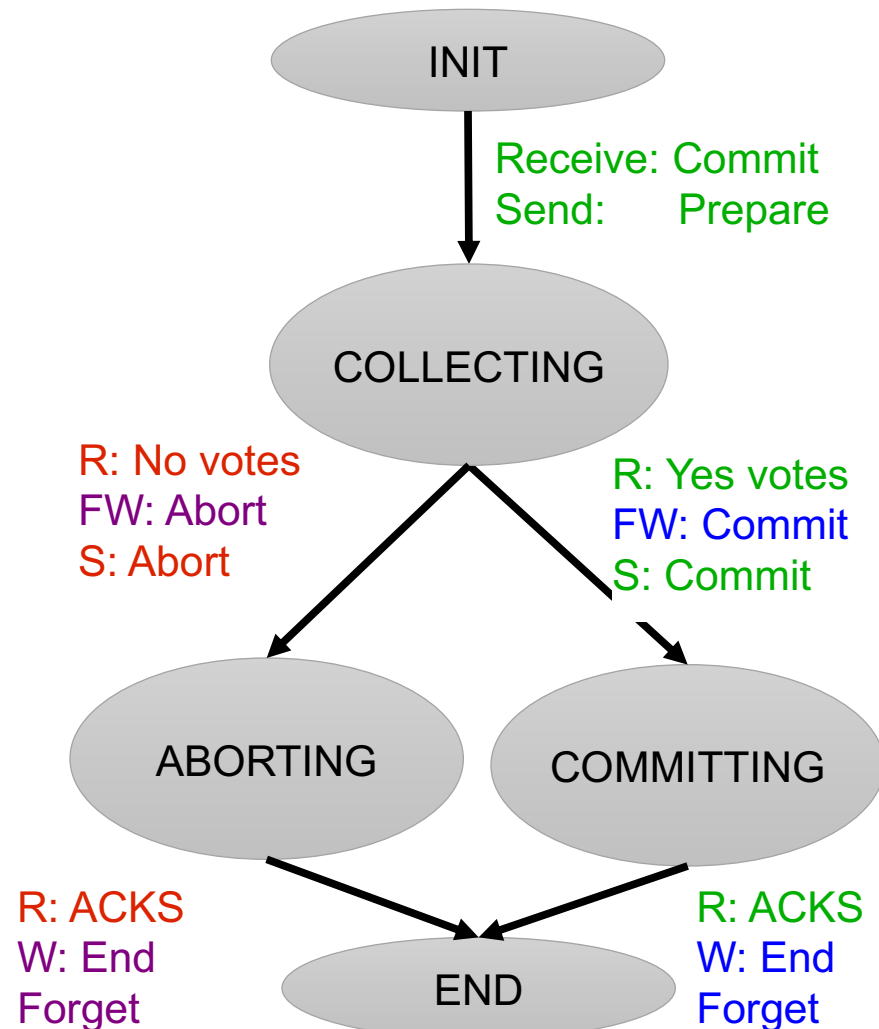 INIT
Receive: Commit
Send: Prepare
COLLECTING
R: No votes
FW: Abort
S: Abort
R: Yes votes
FW: Commit
S: Commit
ABORTING
COMMITTING
R: ACKS
W: End
Forget
R: ACKS
W: End
Forget
END